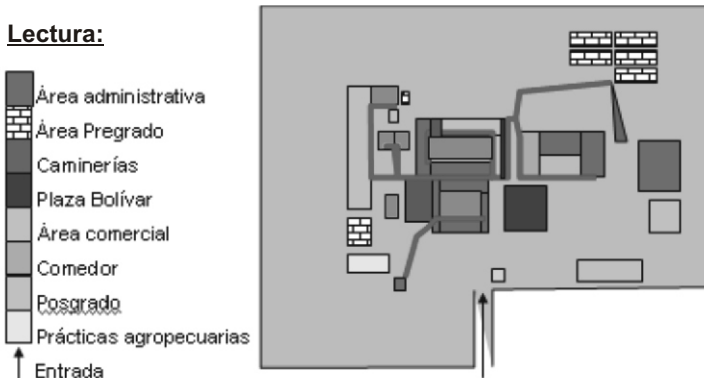 Lectura:
Área administrativa
Área Pregrado
Caminerías
Plaza Bolívar
Área comercial
Comedor
Posgrado
Prácticas agropecuarias
Entrada